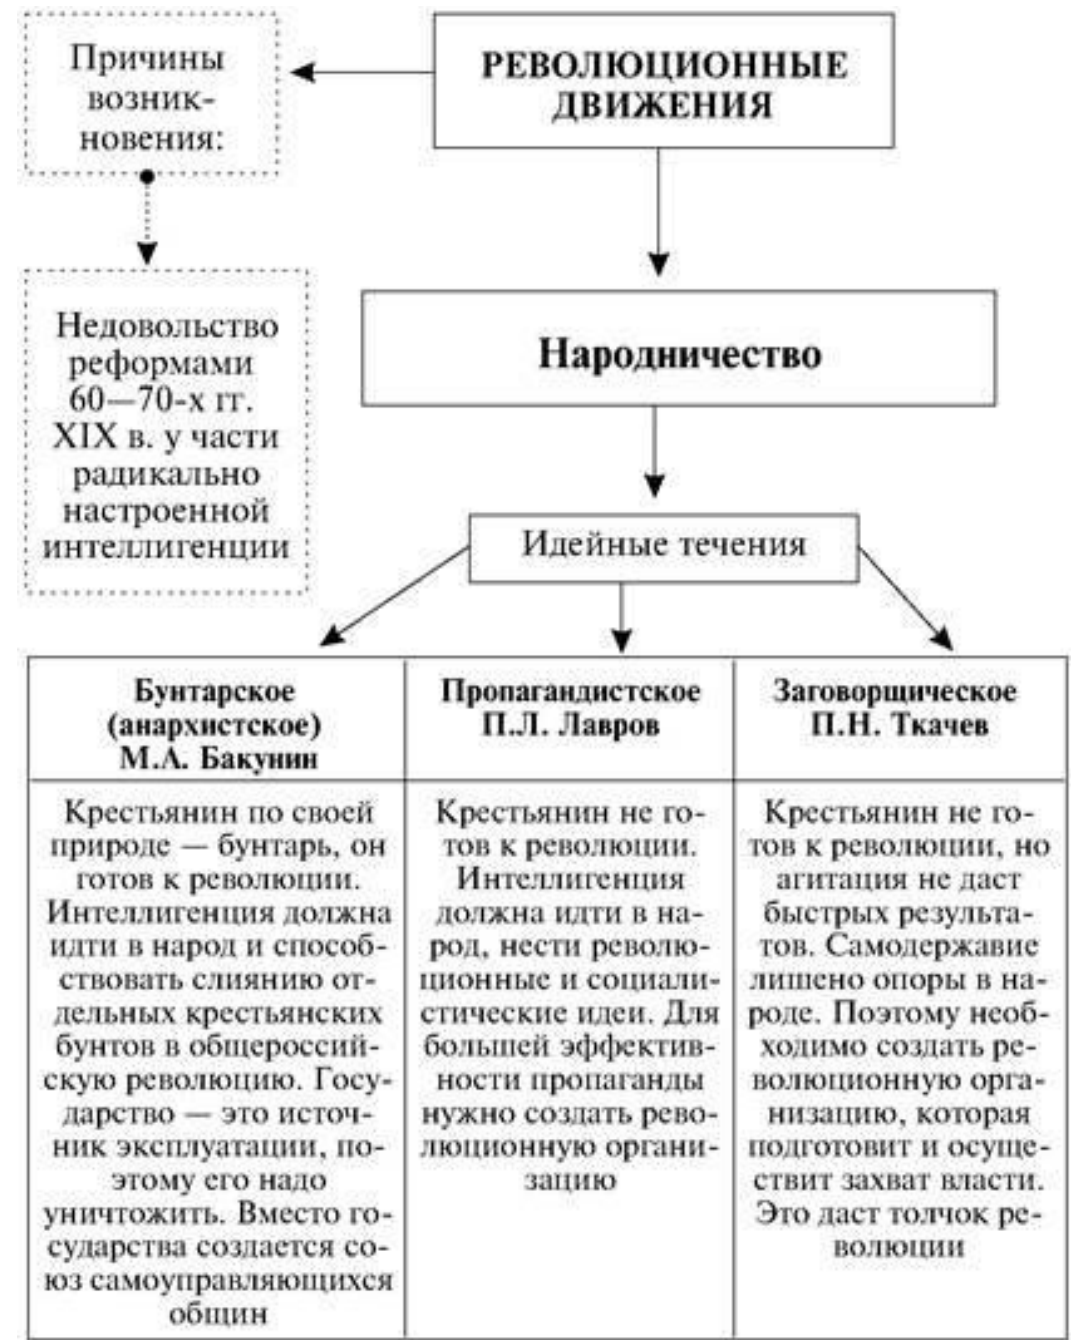 Причины
возник-
новения:
РЕВОЛЮЦИОННЫЕ
ДВИЖЕНИЯ
Недовольство
реформами
60—70-х гг.
XIX в. у части
радикально
настроенной
интеллигенции
Народничество
Идейные течения
Бунтарское
(анархистское)
М.А. Бакунин
Крестьянин по своей
природе — бунтарь, он
готов к революции.
Интеллигенция должна
идти в народ и способ-
ствовать слиянию от-
дельных крестьянских
бунтов в общероссий-
скую революцию. Госу-
дарство — это источ-
ник эксплуатации, по-
этому его надо
уничтожить. Вместо го-
сударства создается со-
юз самоуправляющихся
общин
Пропагандистское
П.Л. Лавров
Крестьянин не го-
тов к революции.
Интеллигенция
должна идти в на-
род, нести револю-
ционные и социали-
стические идеи. Для
большей эффектив-
ности пропаганды
нужно создать рево-
люционную органи-
зацию
Заговорщическое
П.Н. Ткачев
Крестьянин не го-
тов к революции, но
агитация не даст
быстрых результа-
тов. Самодержавие
лишено опоры в на-
роде. Поэтому необ-
ходимо создать ре-
волюционную орга-
низацию, которая
подготовит и осуще-
ствит захват власти.
Это даст толчок ре-
волюции